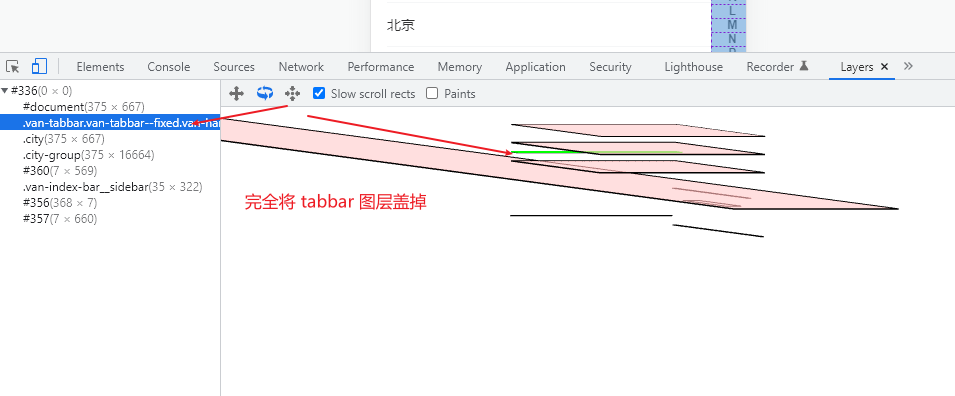 L
北京
M
N
Elements Console Sources Network Performance Memory Application Security Lighthouse Recorder Layers ×
#336(0 × 0)
Slow scroll rects Paints
#document(375 × 667)
.van-tabbar.van-tabbar--fixed.van-hai
.city(375 × 667)
.city-group(375 × 16664)
#360(7 × 569)
.van-index-bar__sidebar(35 × 322)
#356(368 × 7)
#357(7 × 660)
完全将 tabbar 图层盖掉